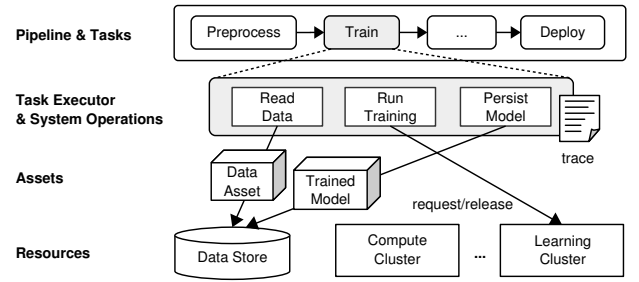 Pipeline & Tasks
Preprocess
Train
...
Deploy
Task Executor
& System Operations
Read
Data
Run
Training
Persist
Model
trace
Assets
Data
Asset
Trained
Model
request/release
Resources
Data Store
Compute
Cluster
...
Learning
Cluster